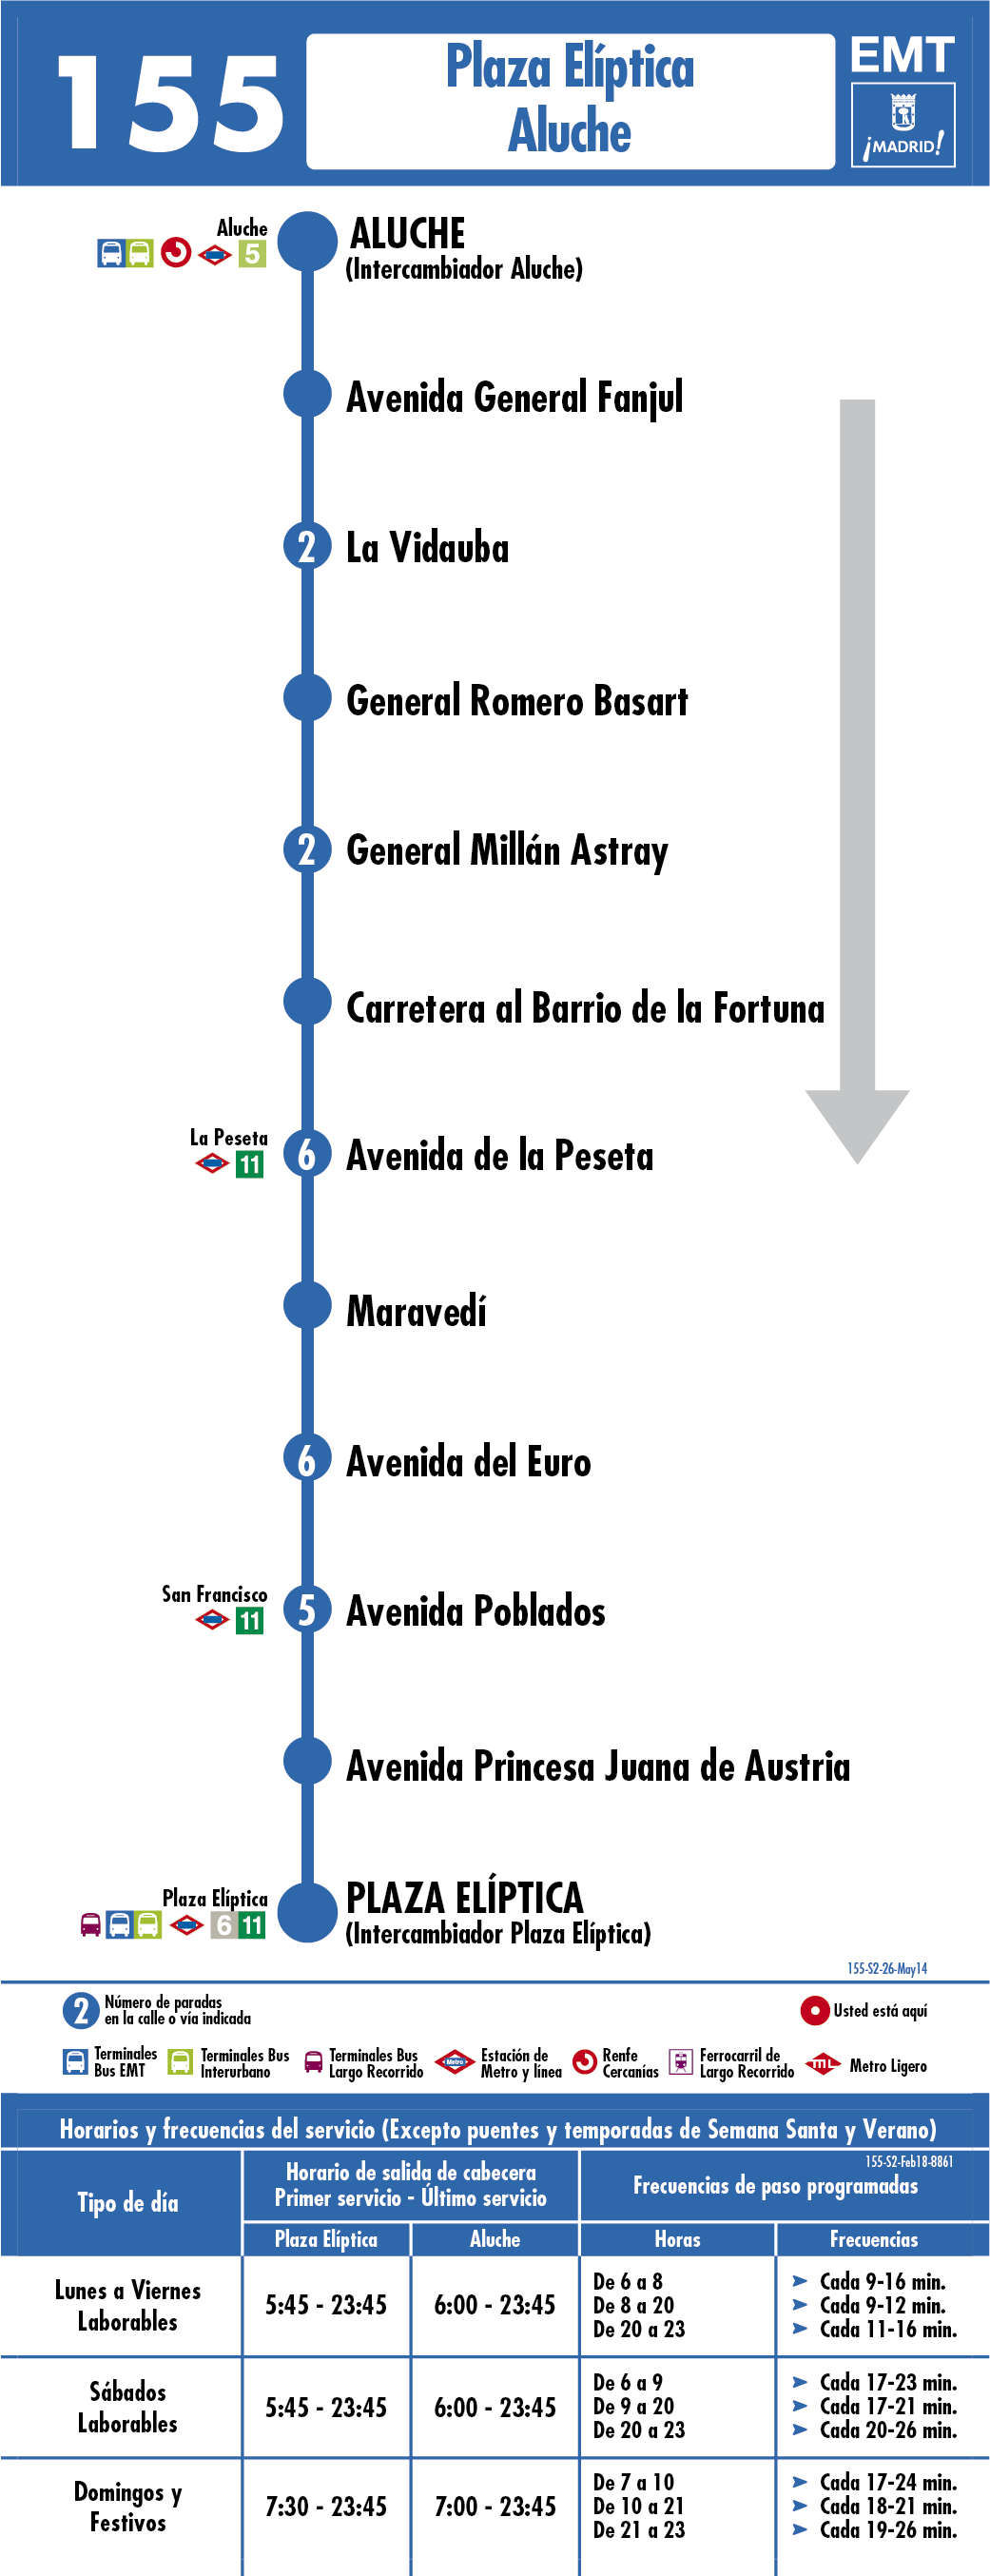 155
Plaza Elíptica
Aluche
EMT
¡MADRID!
Aluche
5
ALUCHE
(Intercambiador Aluche)
Avenida General Fanjul
2 La Vidauba
General Romero Basart
2 General Millán Astray
Carretera al Barrio de la Fortuna
La Peseta
11
6 Avenida de la Peseta
Maravedí
6 Avenida del Euro
San Francisco
11
5 Avenida Poblados
Avenida Princesa Juana de Austria
Plaza Elíptica
6 11
PLAZA ELÍPTICA
(Intercambiador Plaza Elíptica)
155-S2-26-May14
2 Número de paradas
en la calle o vía indicada
Usted está aquí
Terminales
Bus EMT
Terminales Bus
Interurbano
Terminales Bus
Largo Recorrido
Metro
Estación de
Metro y línea
Renfe
Cercanías
Ferrocarril de
Largo Recorrido
ML
Metro Ligero
Horarios y frecuencias del servicio (Excepto puentes y temporadas de Semana Santa y Verano)
155-S2-Feb18-8861
Tipo de día
Horario de salida de cabecera
Primer servicio - Último servicio
Frecuencias de paso programadas
Plaza Elíptica
Aluche
Horas
Frecuencias
Lunes a Viernes
Laborables
5:45 - 23:45
6:00 - 23:45
De 6 a 8 ➤ Cada 9-16 min.
De 8 a 20 ➤ Cada 9-12 min.
De 20 a 23 ➤ Cada 11-16 min.
Sábados
Laborables
5:45 - 23:45
6:00 - 23:45
De 6 a 9 ➤ Cada 17-23 min.
De 9 a 20 ➤ Cada 17-21 min.
De 20 a 23 ➤ Cada 20-26 min.
Domingos y
Festivos
7:30 - 23:45
7:00 - 23:45
De 7 a 10 ➤ Cada 17-24 min.
De 10 a 21 ➤ Cada 18-21 min.
De 21 a 23 ➤ Cada 19-26 min.